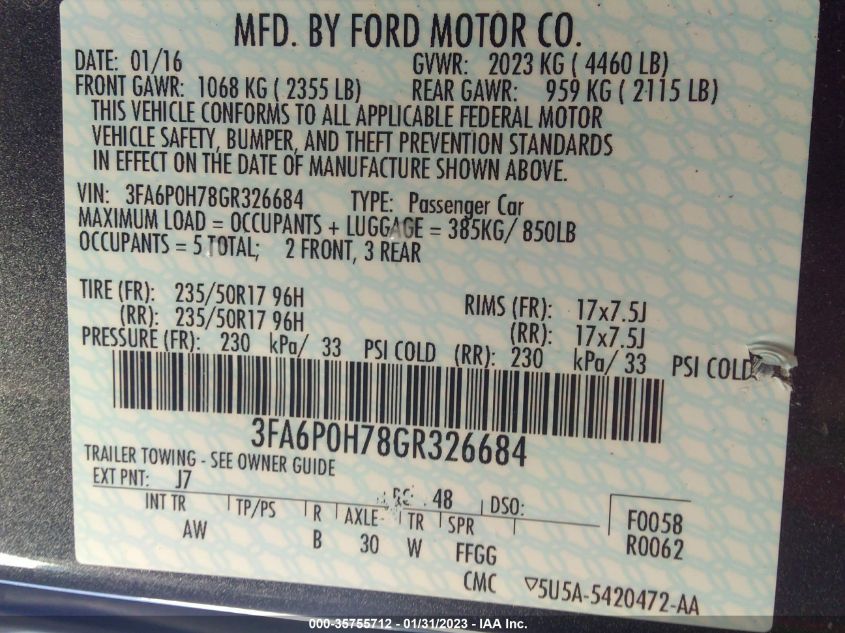 MFD. BY FORD MOTOR CO.
DATE: 01/16 GVWR: 2023 KG ( 4460 LB)
FRONT GAWR: 1068 KG ( 2355 LB) REAR GAWR: 959 KG ( 2115 LB)
THIS VEHICLE CONFORMS TO ALL APPLICABLE FEDERAL MOTOR
VEHICLE SAFETY, BUMPER, AND THEFT PREVENTION STANDARDS
IN EFFECT ON THE DATE OF MANUFACTURE SHOWN ABOVE.
VIN: 3FA6P0H78GR326684 TYPE: Passenger Car
MAXIMUM LOAD = OCCUPANTS + LUGGAGE = 385KG/ 850LB
OCCUPANTS = 5 TOTAL; 2 FRONT, 3 REAR
TIRE (FR): 235/50R17 96H RIMS (FR): 17x7.5J
(RR): 235/50R17 96H (RR): 17x7.5J
PRESSURE (FR): 230 kPa/ 33 PSI COLD (RR): 230 kPa/ 33 PSI COLD
3FA6P0H78GR326684
TRAILER TOWING - SEE OWNER GUIDE
EXT PNT: J7 48 DSO:
INT TR TP/PS R AXLE TR SPR F0058
AW B 30 W FFGG R0062
CMC ▽5U5A-5420472-AA
000-35755712 - 01/31/2023 - IAA Inc.